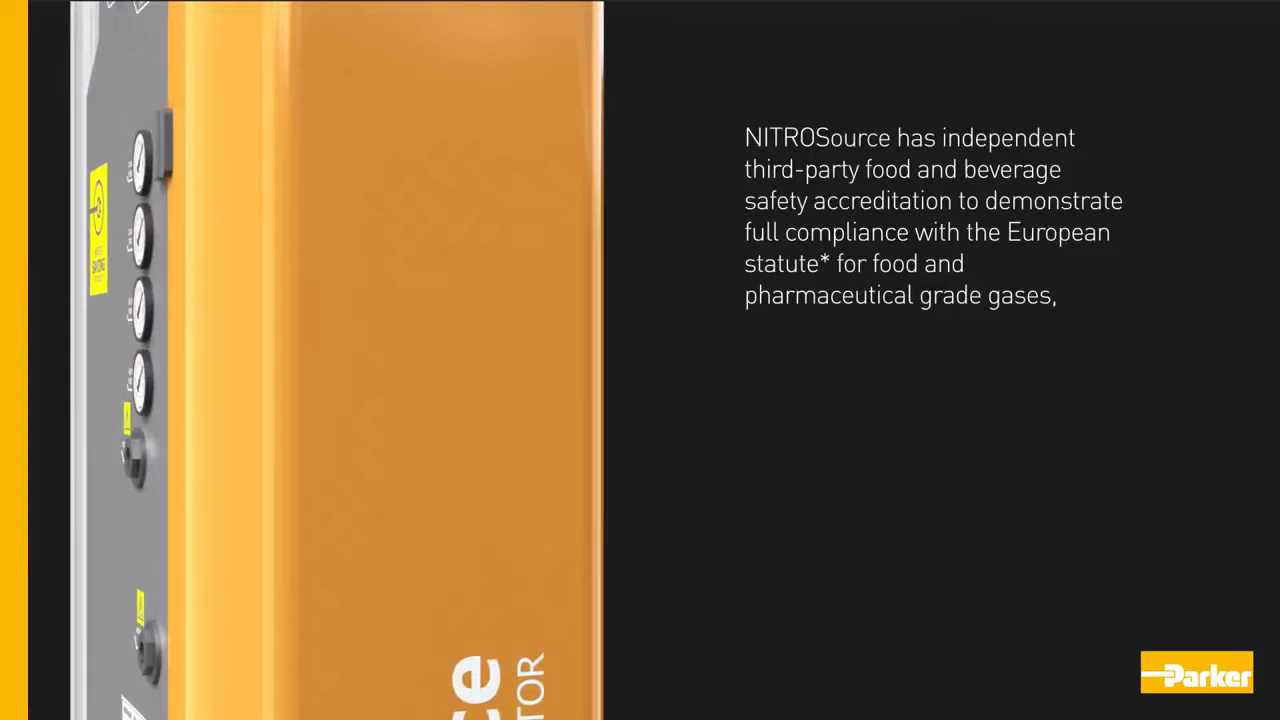 NITROSource has independent
third-party food and beverage
safety accreditation to demonstrate
full compliance with the European
statute* for food and
pharmaceutical grade gases,
ce
TOR
Parker